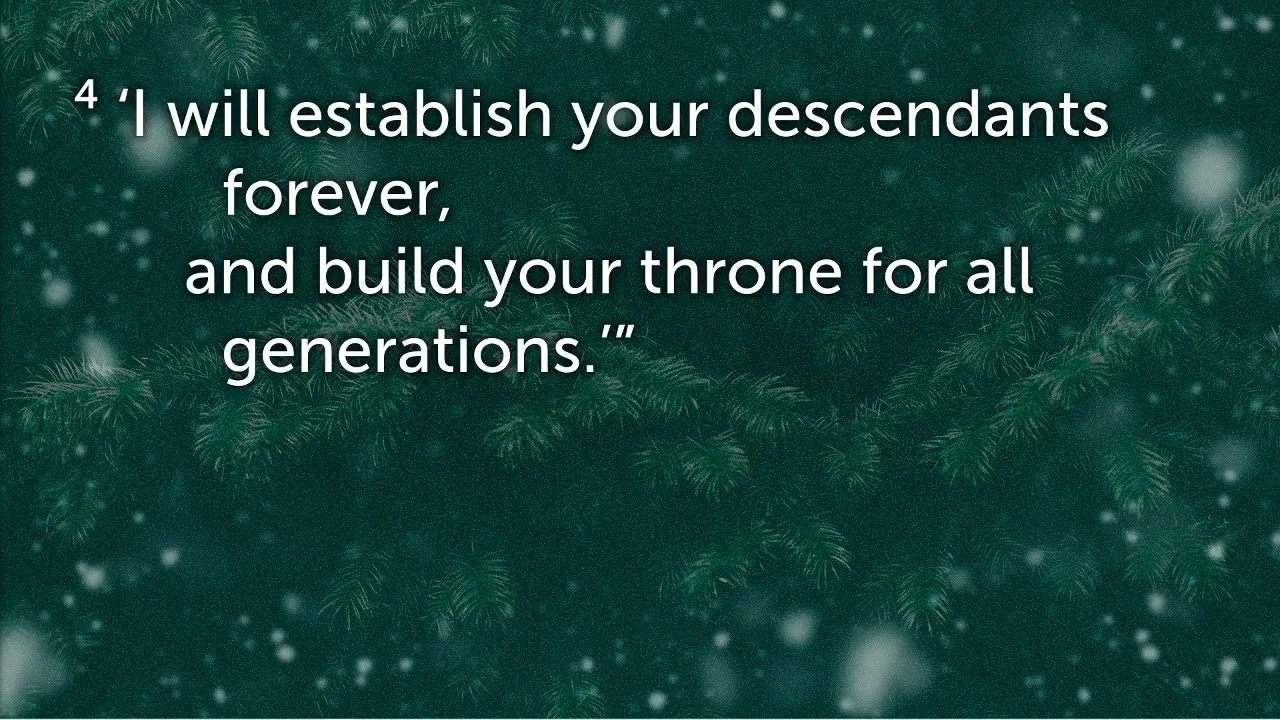 4 ‘I will establish your descendants
forever,
and build your throne for all
generations.’”